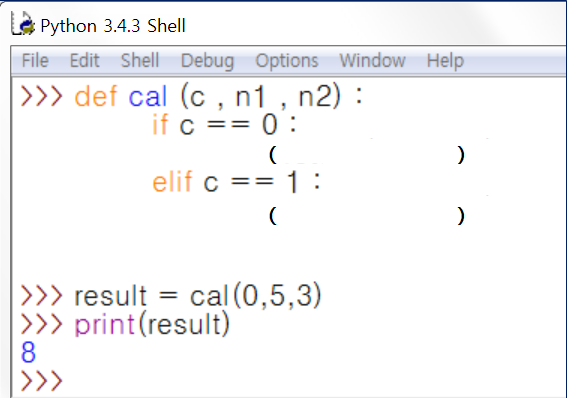 Python 3.4.3 Shell
File Edit Shell Debug Options Window Help
>>> def cal (c , n1 , n2) :
if c == 0 :
( )
elif c == 1 :
( )
>>> result = cal(0,5,3)
>>> print(result)
8
>>>